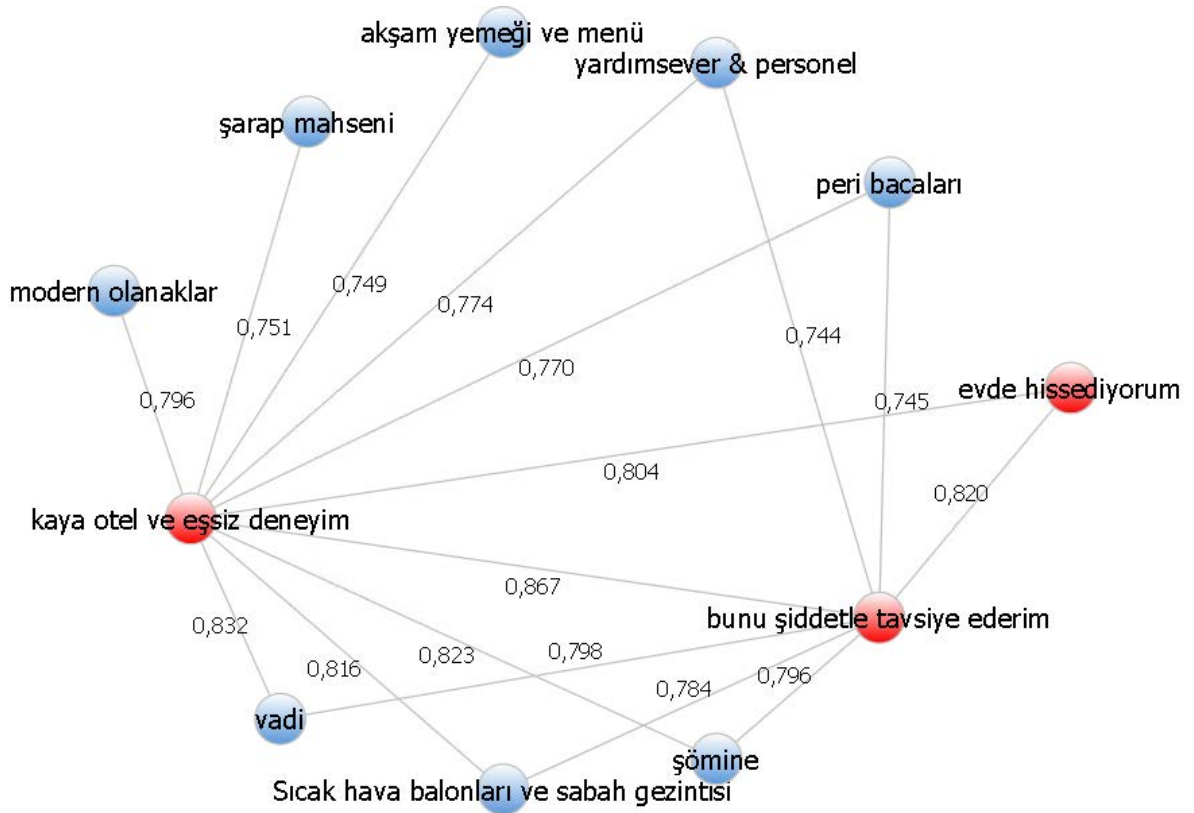 akşam yemeği ve menü
yardımsever & personel
şarap mahseni
peri bacaları
modern olanaklar
0,749
0,774
0,751
0,744
0,770
evde hissediyorum
0,796
0,745
0,804
0,820
kaya otel ve eşsiz deneyim
0,867
bunu şiddetle tavsiye ederim
0,832
0,823
0,798
0,816
0,796
0,784
vadi
şömine
Sıcak hava balonları ve sabah gezintisi